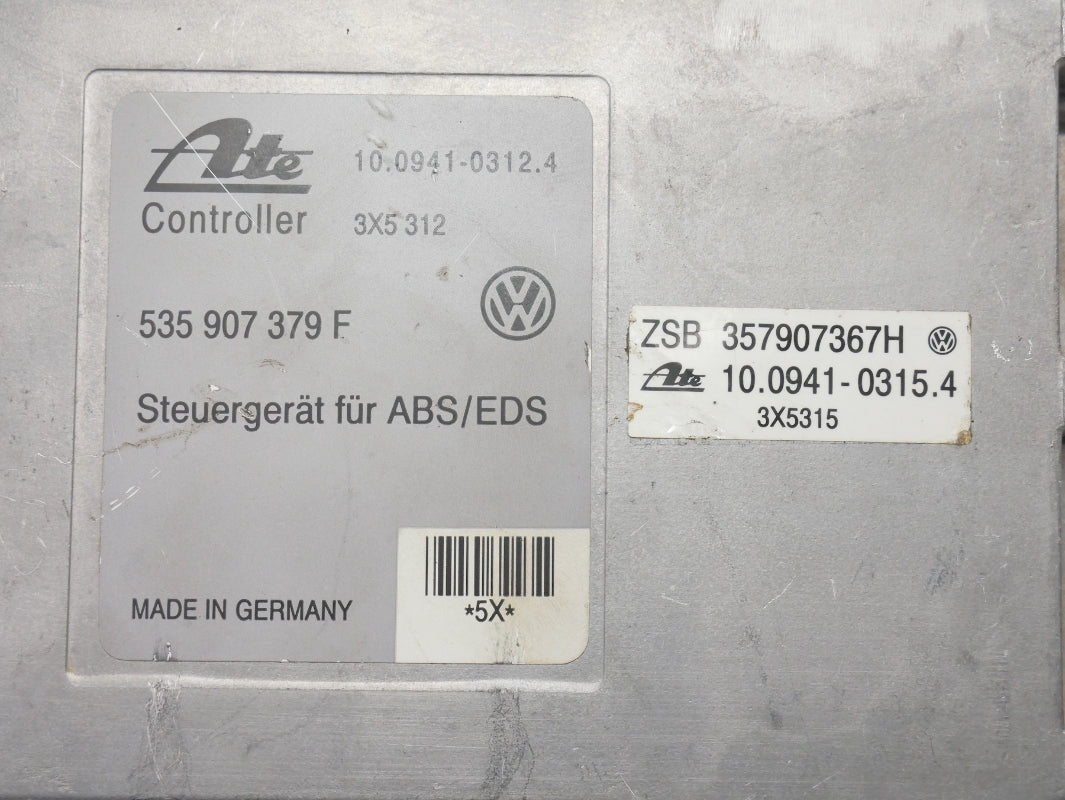 Ate
10.0941-0312.4
Controller
3X5 312
535 907 379 F
Steuergerät für ABS/EDS
MADE IN GERMANY
*5X*
ZSB 357907367H
Ate 10.0941-0315.4
3X5315